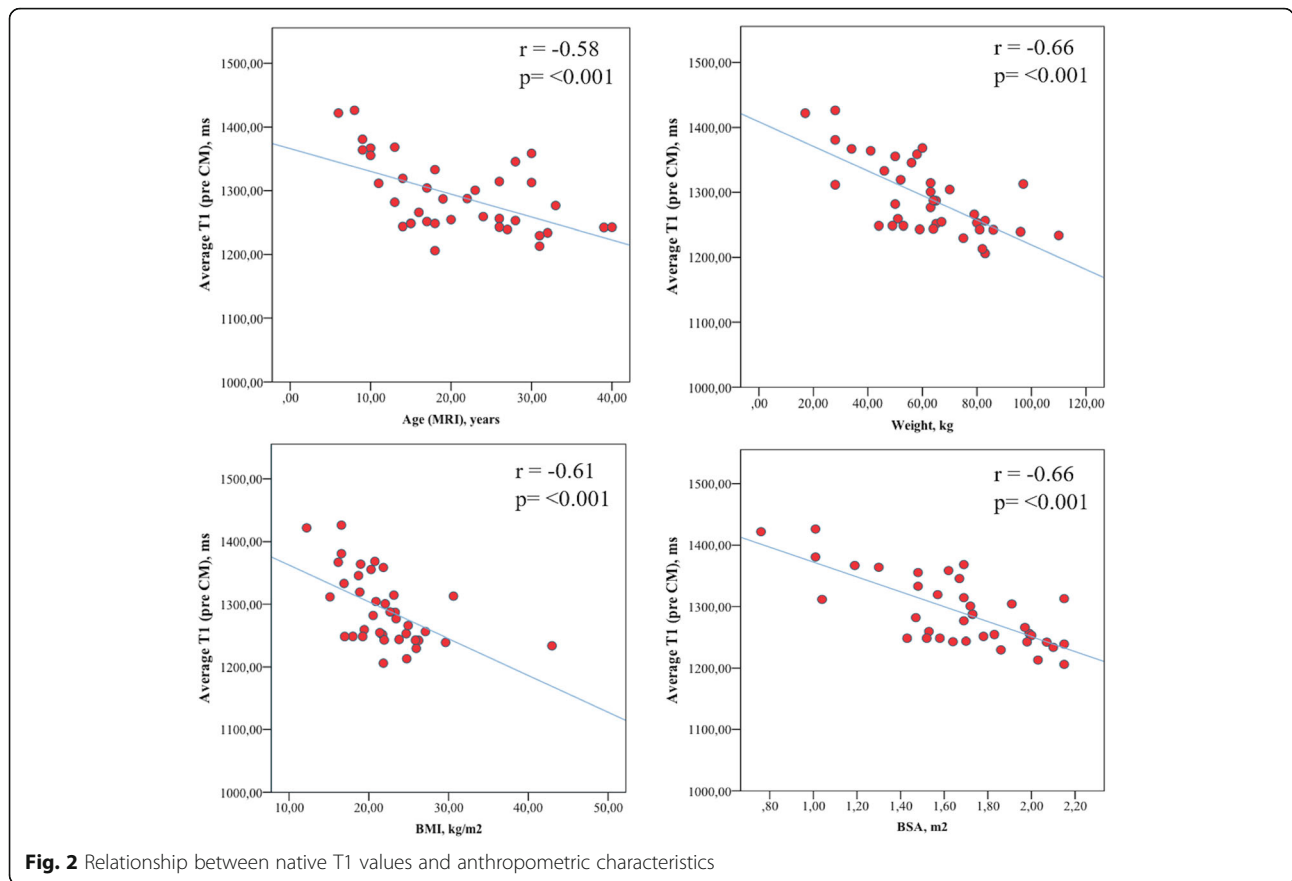 r = -0.58
p= <0.001
1500,00
1400,00
1300,00
1200,00
1100,00
1000,00
Average T1 (pre CM), ms
,00 10,00 20,00 30,00 40,00
Age (MRI), years
r = -0.66
p= <0.001
1500,00
1400,00
1300,00
1200,00
1100,00
1000,00
Average T1 (pre CM), ms
,00 20,00 40,00 60,00 80,00 100,00 120,00
Weight, kg
r = -0.61
p= <0.001
1500,00
1400,00
1300,00
1200,00
1100,00
1000,00
Average T1 (pre CM), ms
10,00 20,00 30,00 40,00 50,00
BMI, kg/m2
r = -0.66
p= <0.001
1500,00
1400,00
1300,00
1200,00
1100,00
1000,00
Average T1 (pre CM), ms
,80 1,00 1,20 1,40 1,60 1,80 2,00 2,20
BSA, m2
Fig. 2 Relationship between native T1 values and anthropometric characteristics